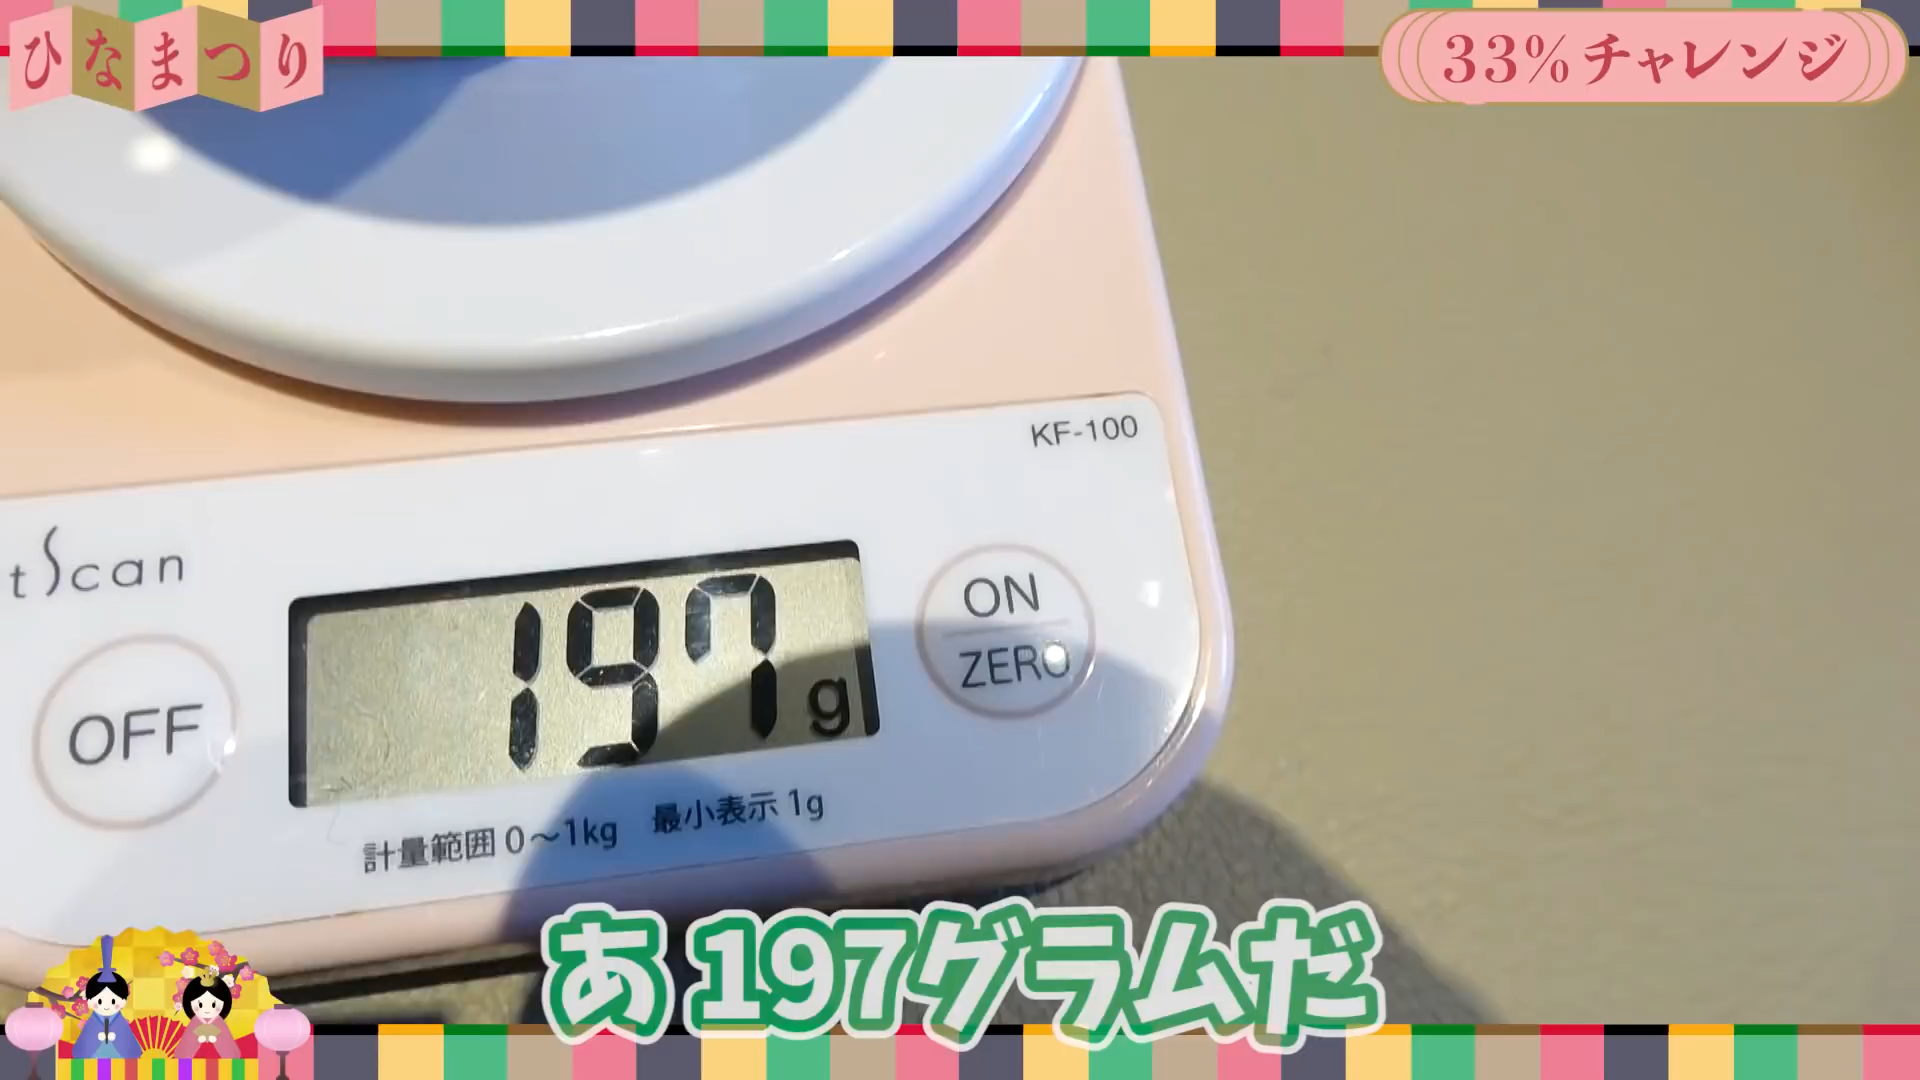 ひなまつり
33%チャレンジ
KF-100
t Scan
197 g
ON
ZERO
OFF
計量範囲 0～1kg 最小表示 1g
あ 197グラムだ